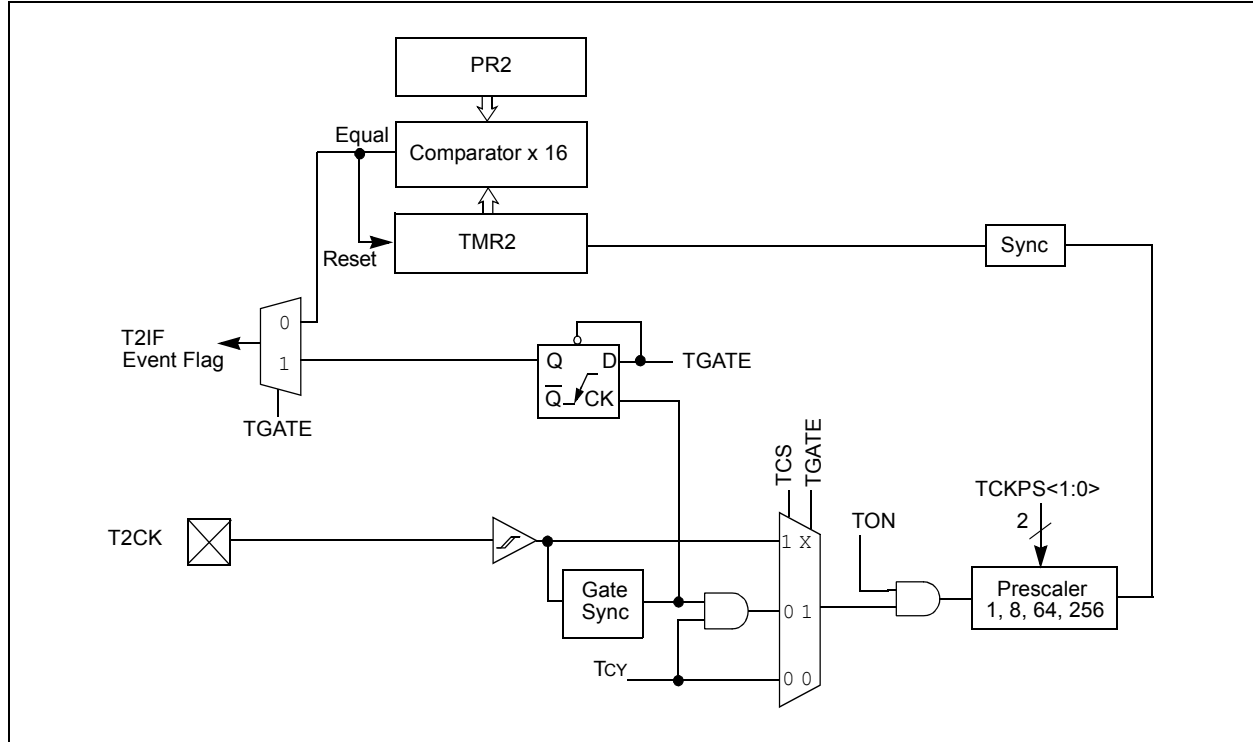 PR2
Equal
Comparator x 16
TMR2
Reset
Sync
0
1
T2IF
Event Flag
TGATE
Q
D
Q̅
CK
TGATE
TCS
TGATE
T2CK
1 X
0 1
0 0
Gate
Sync
TCY
TON
TCKPS<1:0>
2
Prescaler
1, 8, 64, 256